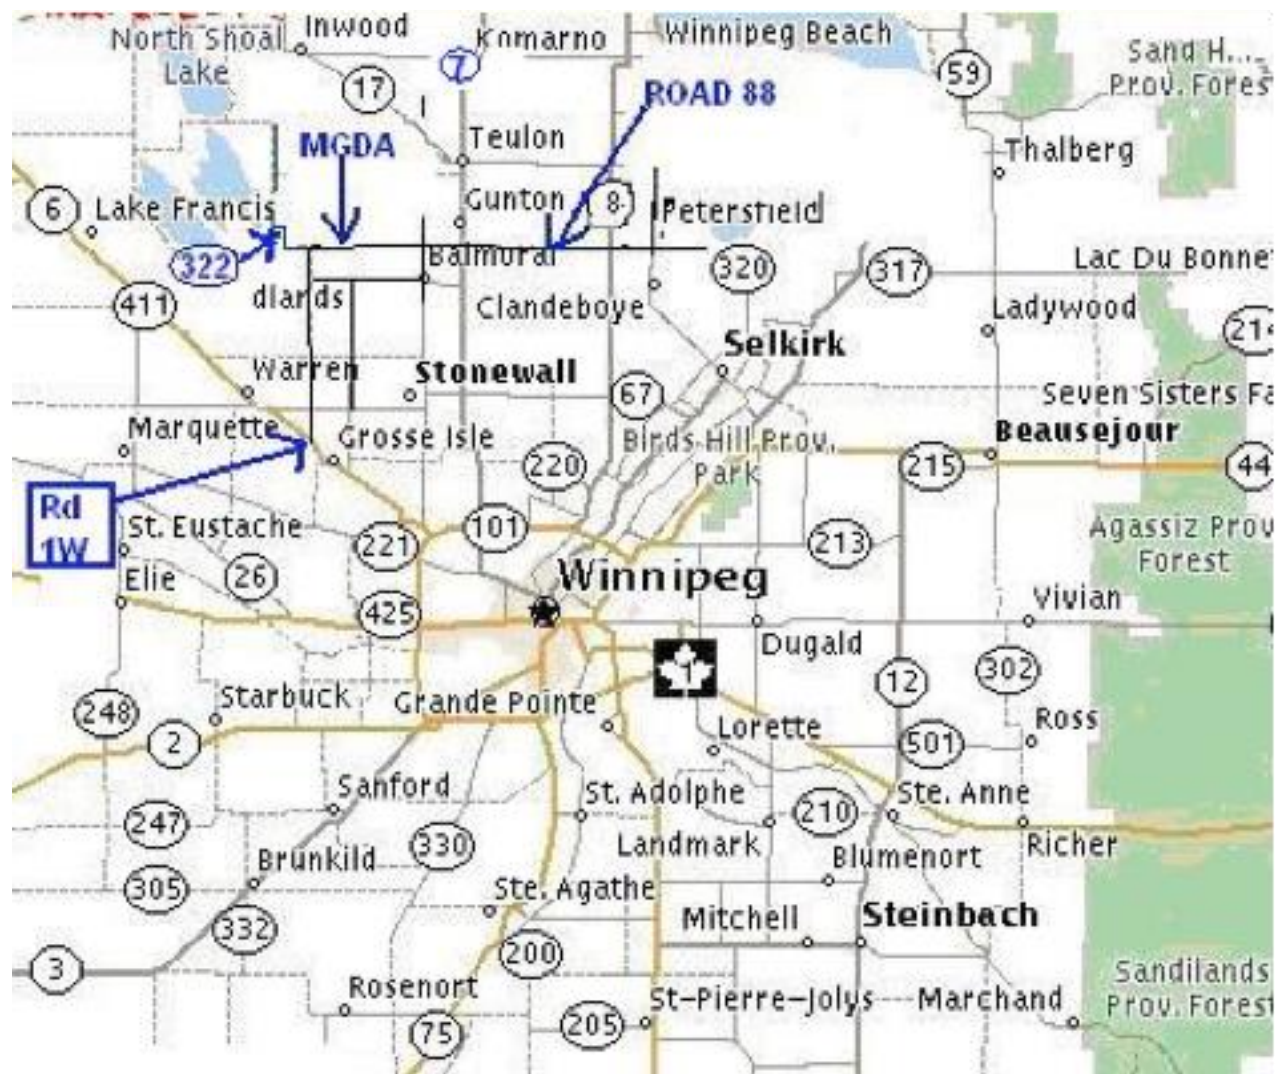 Inwood
Komarno
Winnipeg Beach
North Shoal
Lake
7
17
59
Sand H...
Prov. Fores
ROAD 88
MGDA
Teulon
Thalberg
6
Lake Francis
Gunton
8
Petersfield
322
Balmoral
320
317
Lac Du Bonne
411
dlands
Clandeboye
Ladywood
214
Selkirk
Warren
Stonewall
67
Seven Sisters Fa
Marquette
Grosse Isle
220
Birds Hill Prov.
Park
Beausejour
215
44
Rd
1W
St. Eustache
221
101
213
Agassiz Prov
Forest
Elie
26
Winnipeg
425
Vivian
Dugald
1
12
302
248
Starbuck
Grande Pointe
2
Lorette
501
Ross
Sanford
St. Adolphe
210
Ste. Anne
247
330
Landmark
Blumenort
Richer
Brunkild
305
Ste. Agathe
332
Mitchell
Steinbach
3
200
Rosenort
St-Pierre-Jolys
Marchand
Sandilands
Prov. Forest
75
205